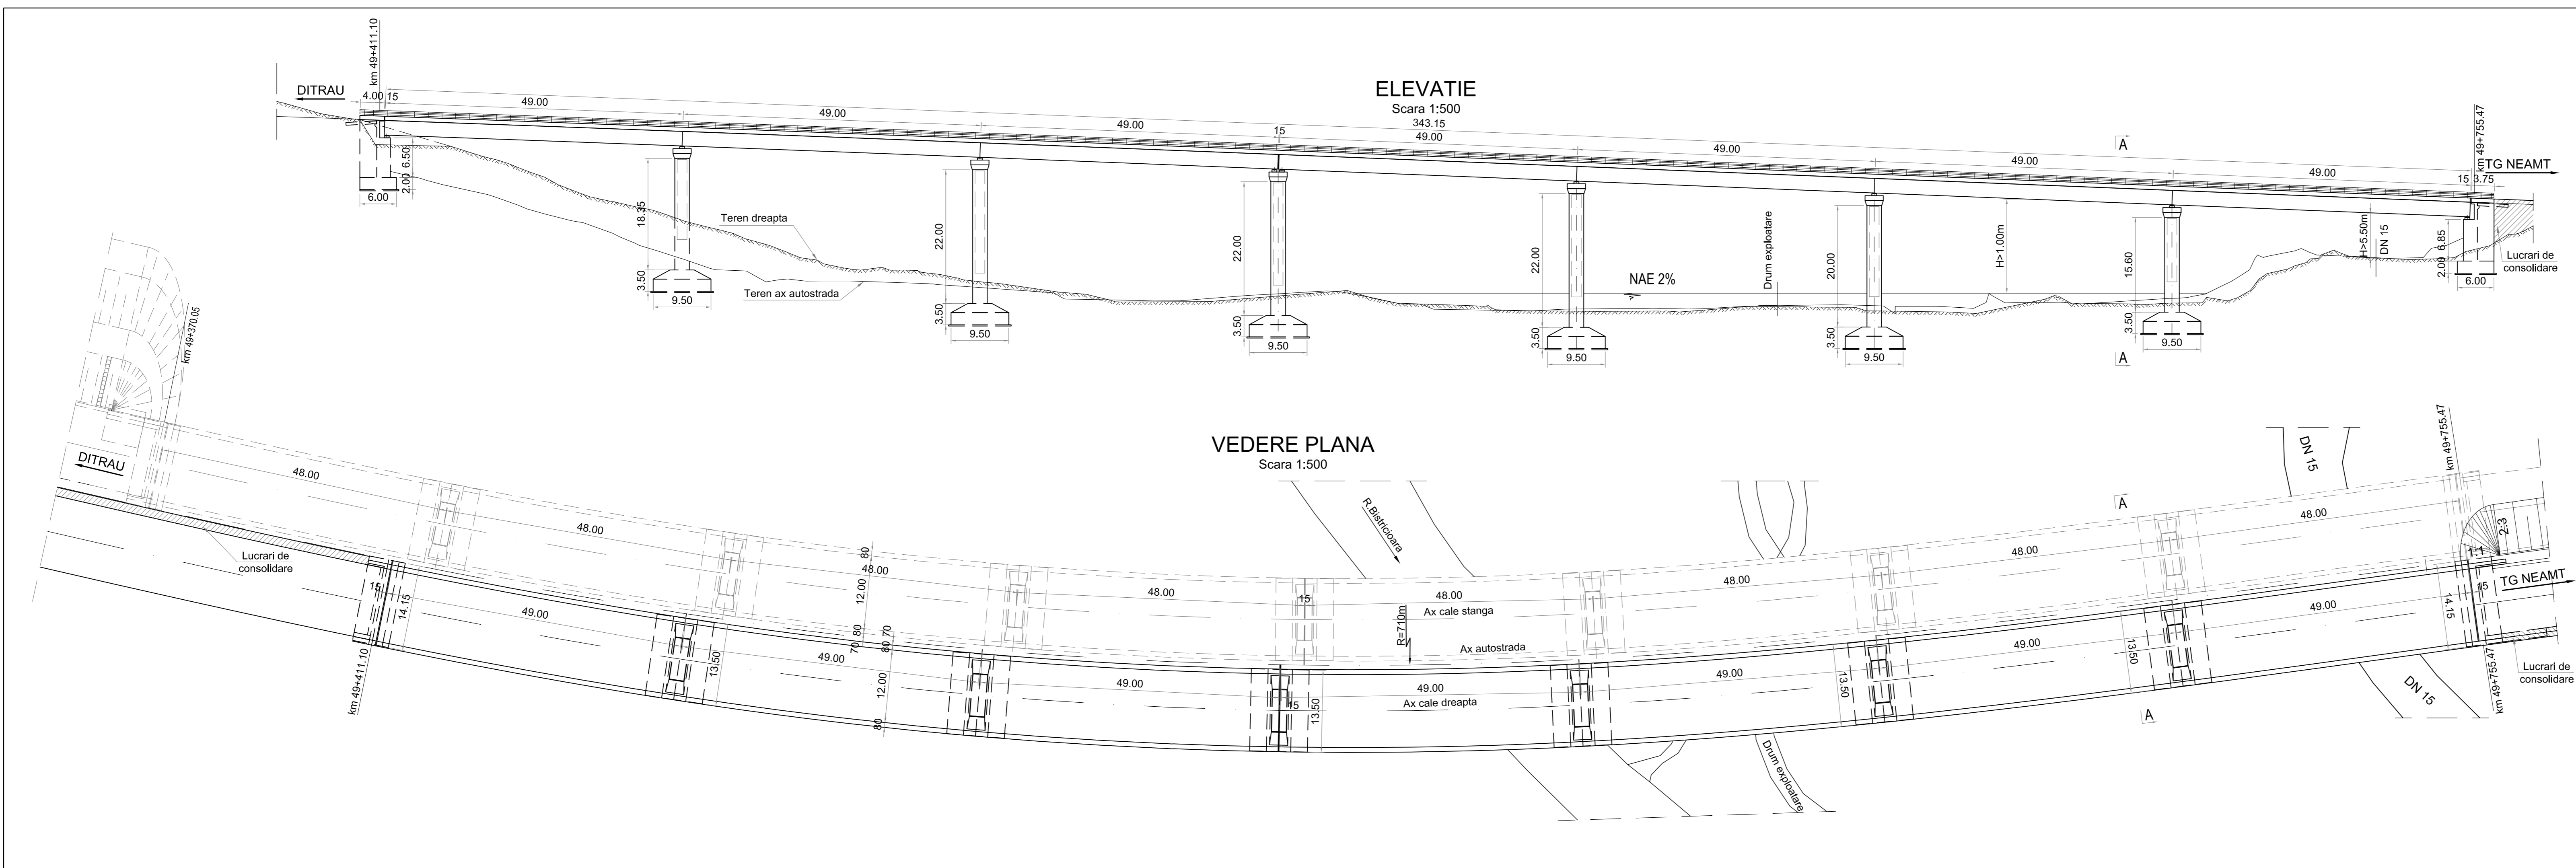 ELEVATIE
Scara 1:500
343.15
km 49+411.10
DITRAU
4.00
15
49.00
49.00
49.00
15
49.00
49.00
49.00
49.00
km 49+755.47
TG NEAMT
15
3.75
A
6.50
2.00
6.00
18.35
3.50
9.50
22.00
3.50
9.50
22.00
3.50
9.50
22.00
3.50
9.50
20.00
3.50
9.50
15.60
3.50
9.50
6.85
2.00
6.00
Teren dreapta
Teren ax autostrada
NAE 2%
Drum exploatare
H>1.00m
H>5.50m
DN 15
Lucrari de
consolidare
A
VEDERE PLANA
Scara 1:500
km 49+370.05
DITRAU
48.00
48.00
48.00
48.00
48.00
48.00
48.00
48.00
80
12.00
80
70
70
80
12.00
80
15
R.Bistricioara
R=710m
Ax cale stanga
Ax autostrada
Ax cale dreapta
DN 15
km 49+755.47
A
2:3
1:1
TG NEAMT
15
14.15
Lucrari de
consolidare
15
14.15
km 49+411.10
49.00
13.50
49.00
49.00
15
13.50
49.00
49.00
13.50
49.00
13.50
49.00
A
Drum exploatare
DN 15
km 49+755.47
Lucrari de
consolidare